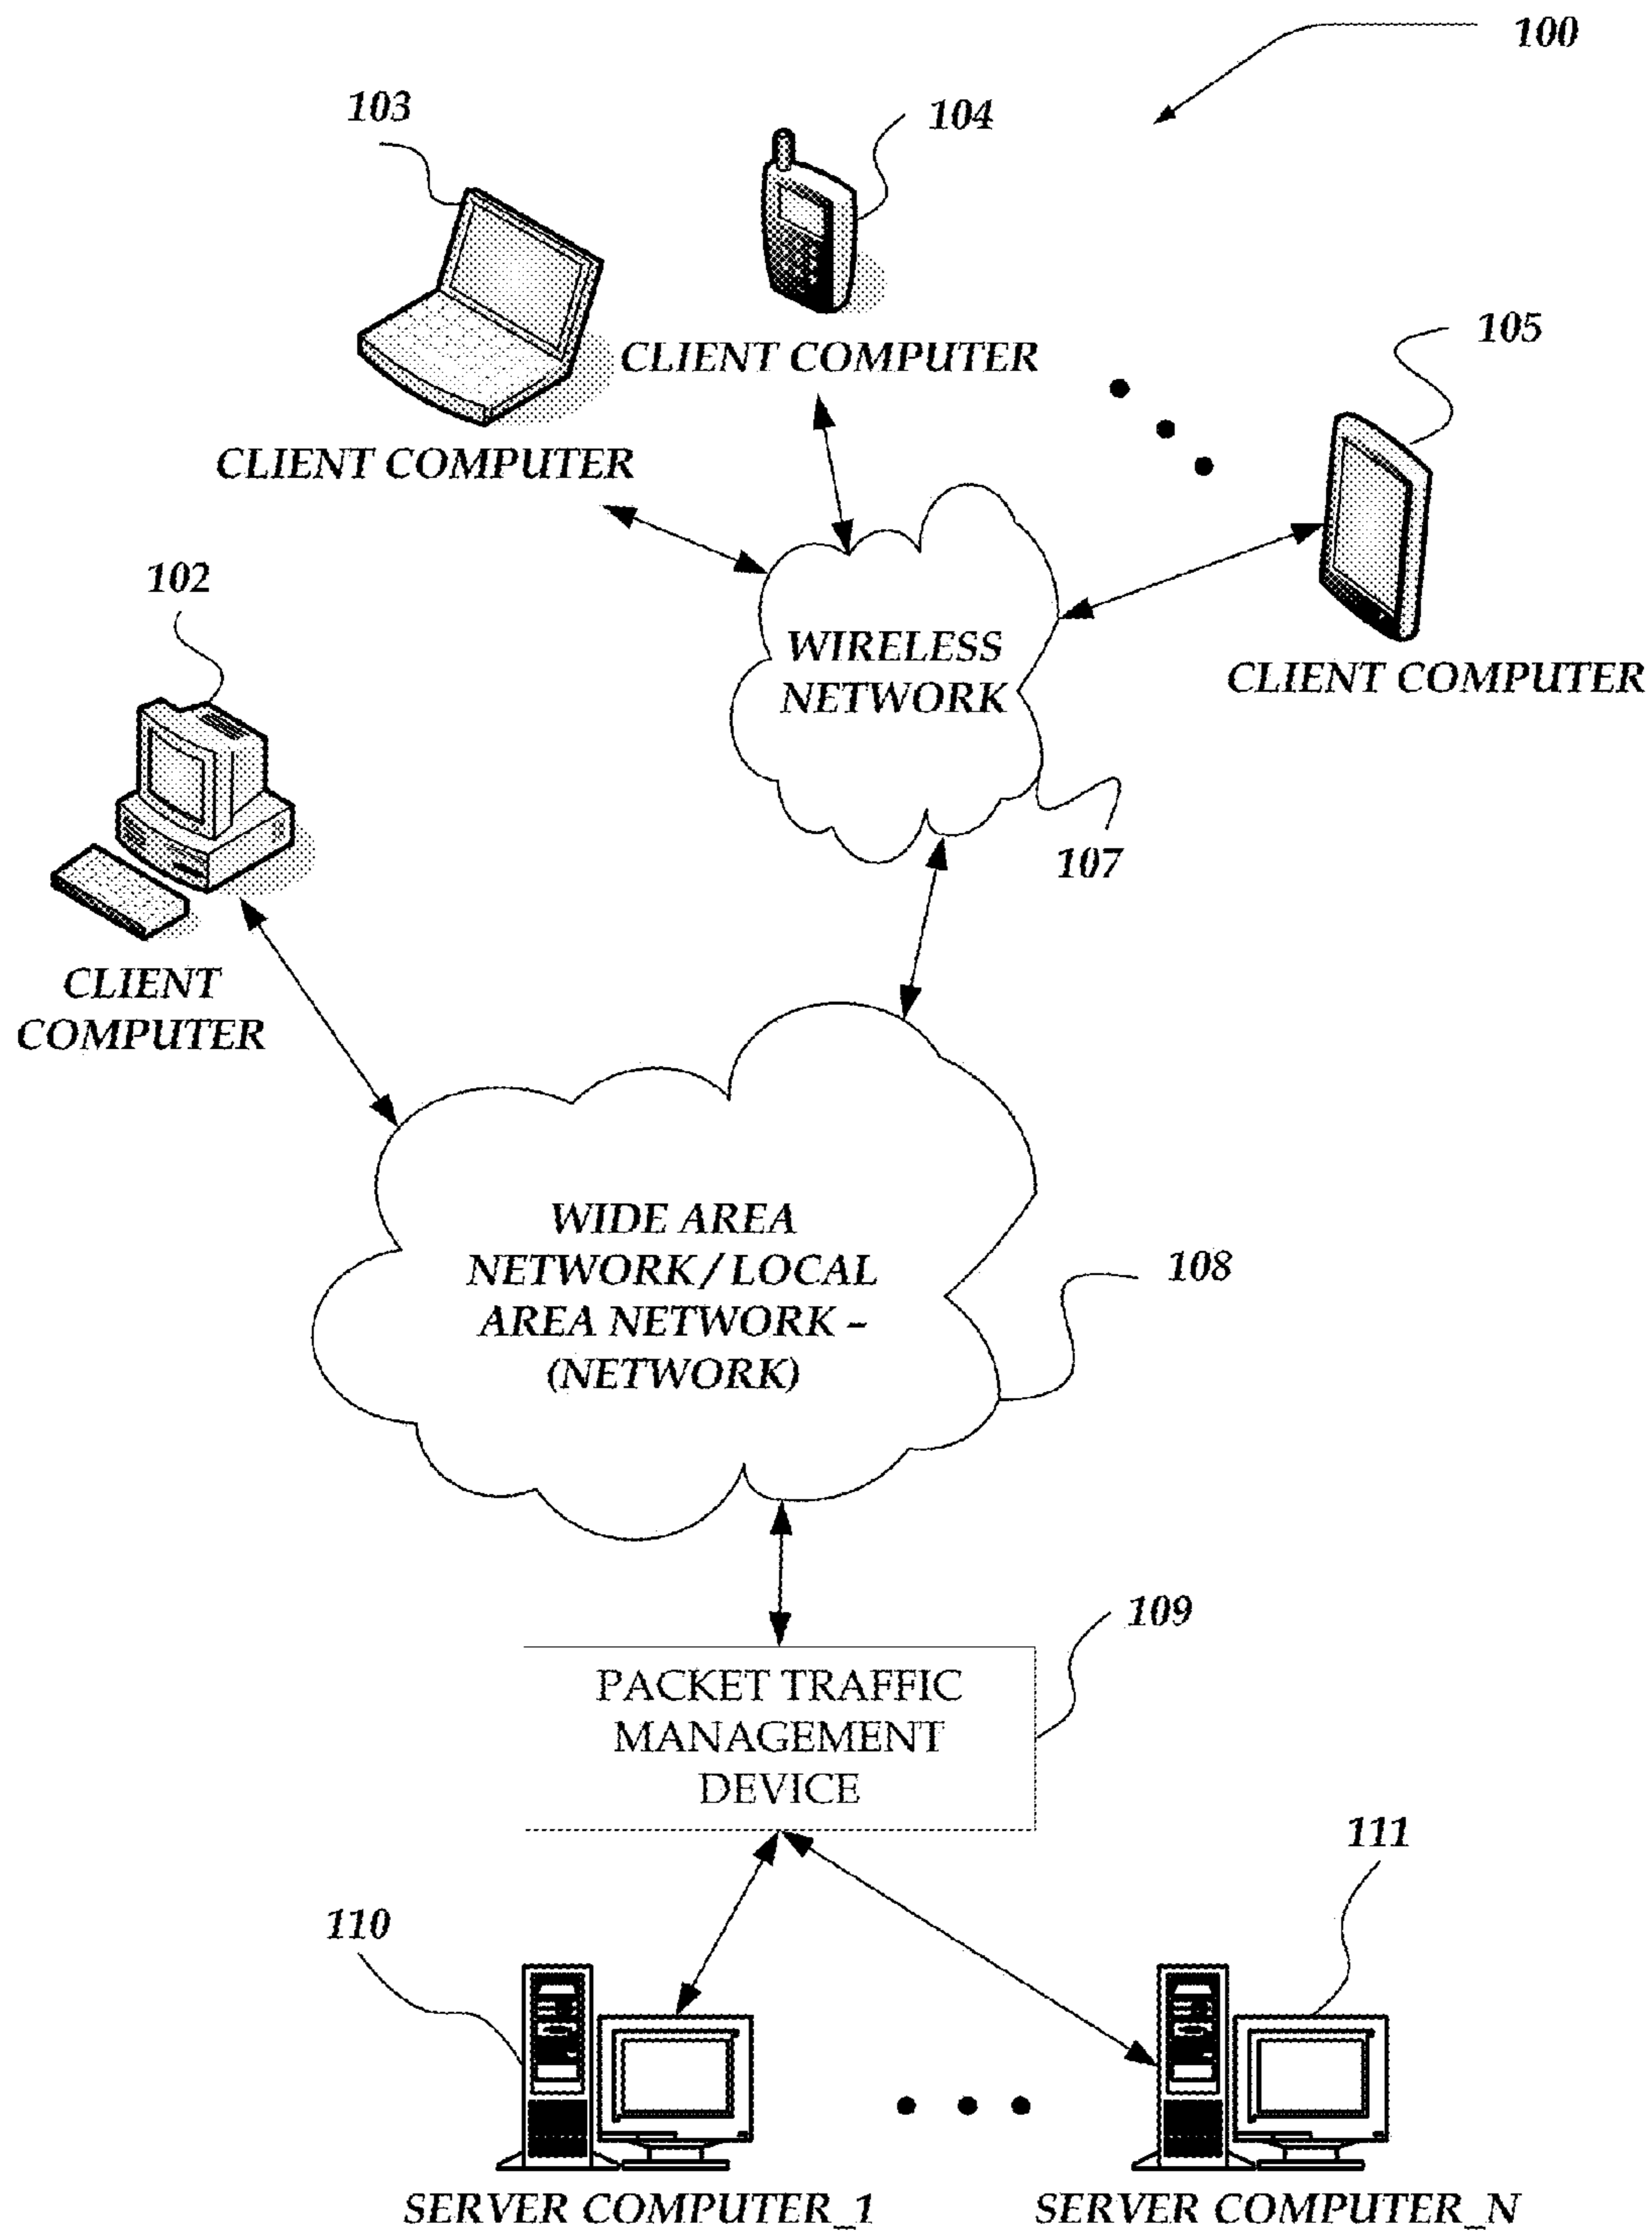 100
103
104
CLIENT COMPUTER
105
CLIENT COMPUTER
102
WIRELESS
NETWORK
CLIENT COMPUTER
107
CLIENT
COMPUTER
WIDE AREA
NETWORK/LOCAL
AREA NETWORK –
(NETWORK)
108
109
PACKET TRAFFIC
MANAGEMENT
DEVICE
111
110
SERVER COMPUTER_1
SERVER COMPUTER_N